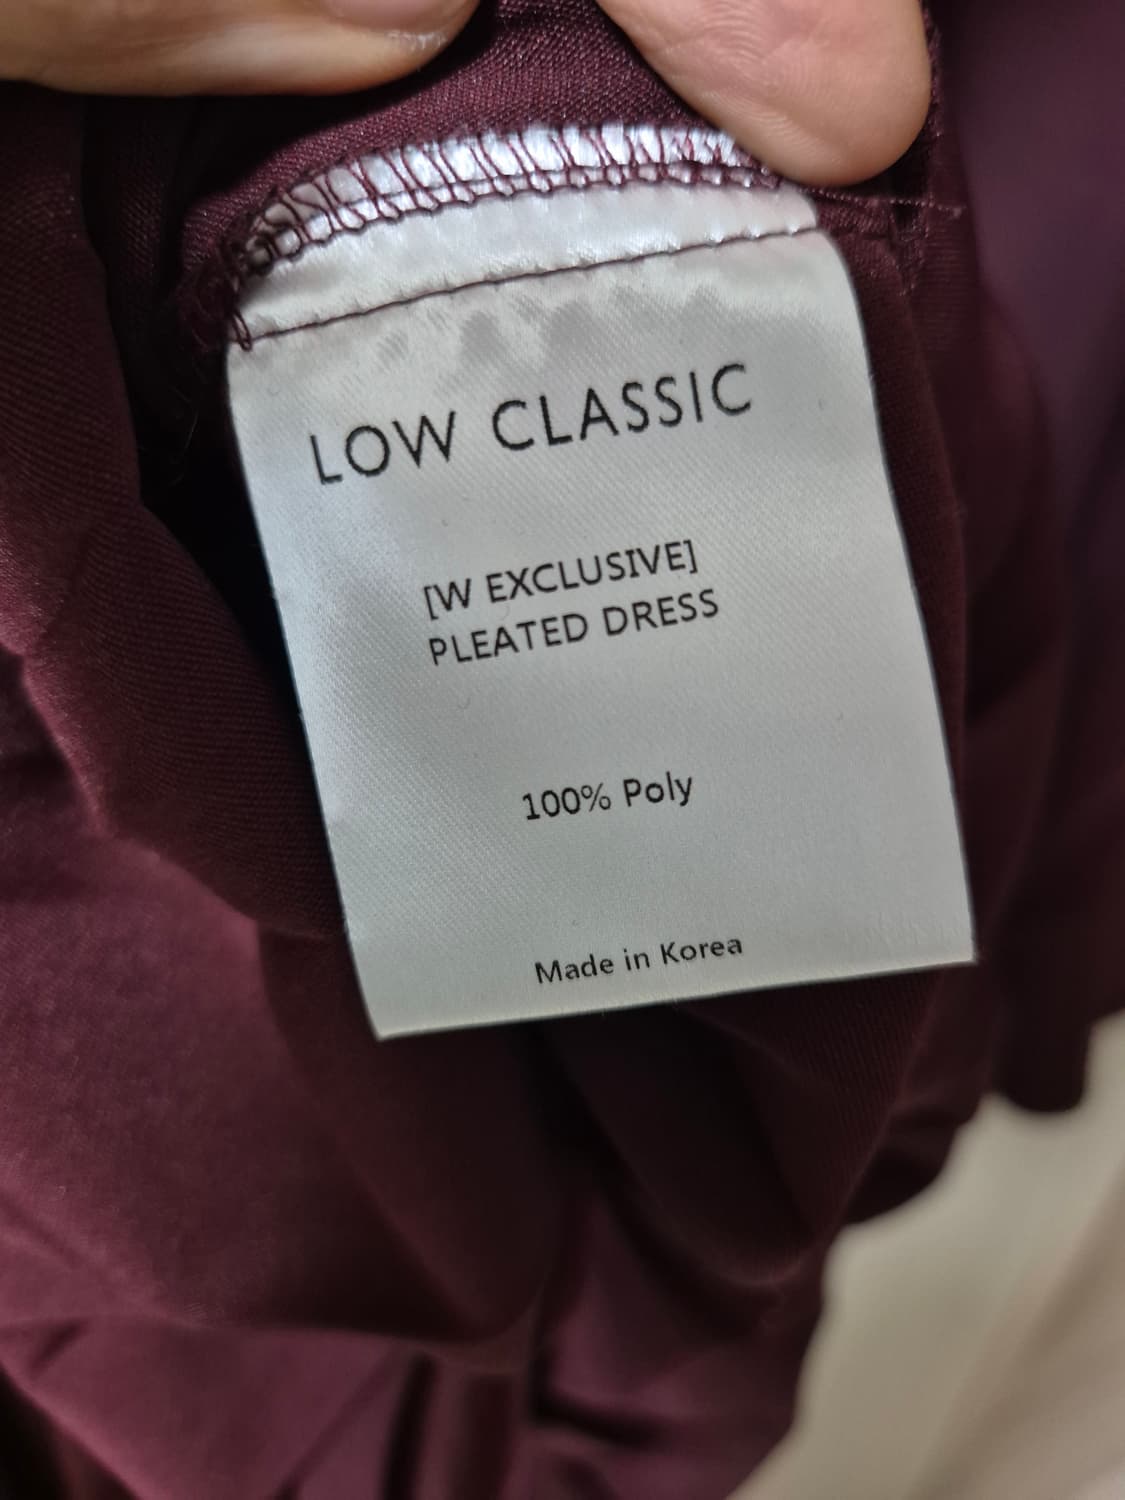 LOW CLASSIC
[W EXCLUSIVE]
PLEATED DRESS
100% Poly
Made in Korea